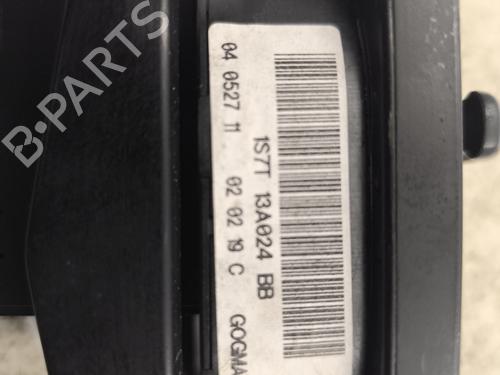 04 0527 11
1S7T 13A024 BB
02 02 19 C GOGMA
B-PARTS